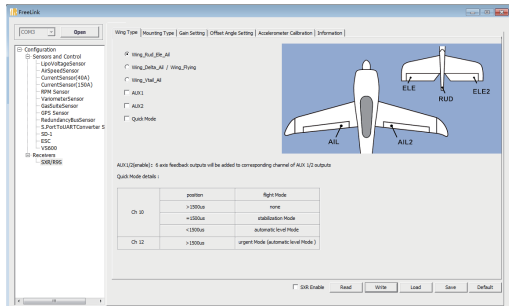 FreeLink
COM3
Open
Configuration
Sensors and Control
LipoVoltageSensor
AirSpeedSensor
CurrentSensor(40A)
CurrentSensor(150A)
RPM Sensor
VariometerSensor
GasSuiteSensor
GPS Sensor
RedundancyBusSensor
S.PortToUARTConverter S
SD-1
ESC
VS600
Receivers
SXR/R9S
Wing Type
Mounting Type
Gain Setting
Offset Angle Setting
Accelerometer Calibration
Information
Wing_Rud_Ele_Ail
Wing_Delta_Ail / Wing_Flying
Wing_Vtail_Ail
AUX1
AUX2
Quick Mode
ELE
RUD
ELE2
AIL
AIL2
AUX1/2(enable): 6 axis feedback outputs will be added to corresponding channel of AUX 1/2 outputs
Quick Mode details :
position flight Mode
Ch 10 >1500us none
=1500us stabilization Mode
<1500us automatic level Mode
Ch 12 >1500us urgent Mode (automatic level Mode )
SXR Enable
Read
Write
Load
Save
Default